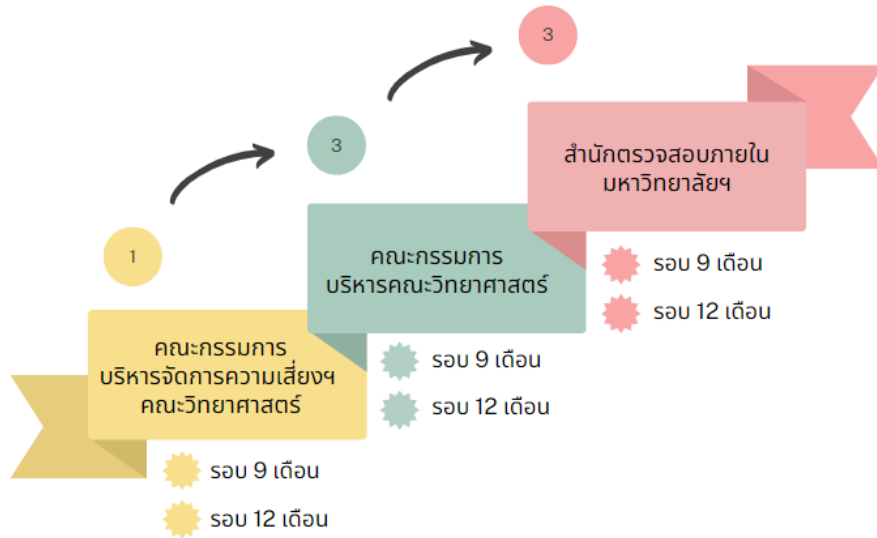 1
คณะกรรมการ
บริหารจัดการความเสี่ยงฯ
คณะวิทยาศาสตร์
รอบ 9 เดือน
รอบ 12 เดือน
3
คณะกรรมการ
บริหารคณะวิทยาศาสตร์
รอบ 9 เดือน
รอบ 12 เดือน
3
สำนักตรวจสอบภายใน
มหาวิทยาลัยฯ
รอบ 9 เดือน
รอบ 12 เดือน